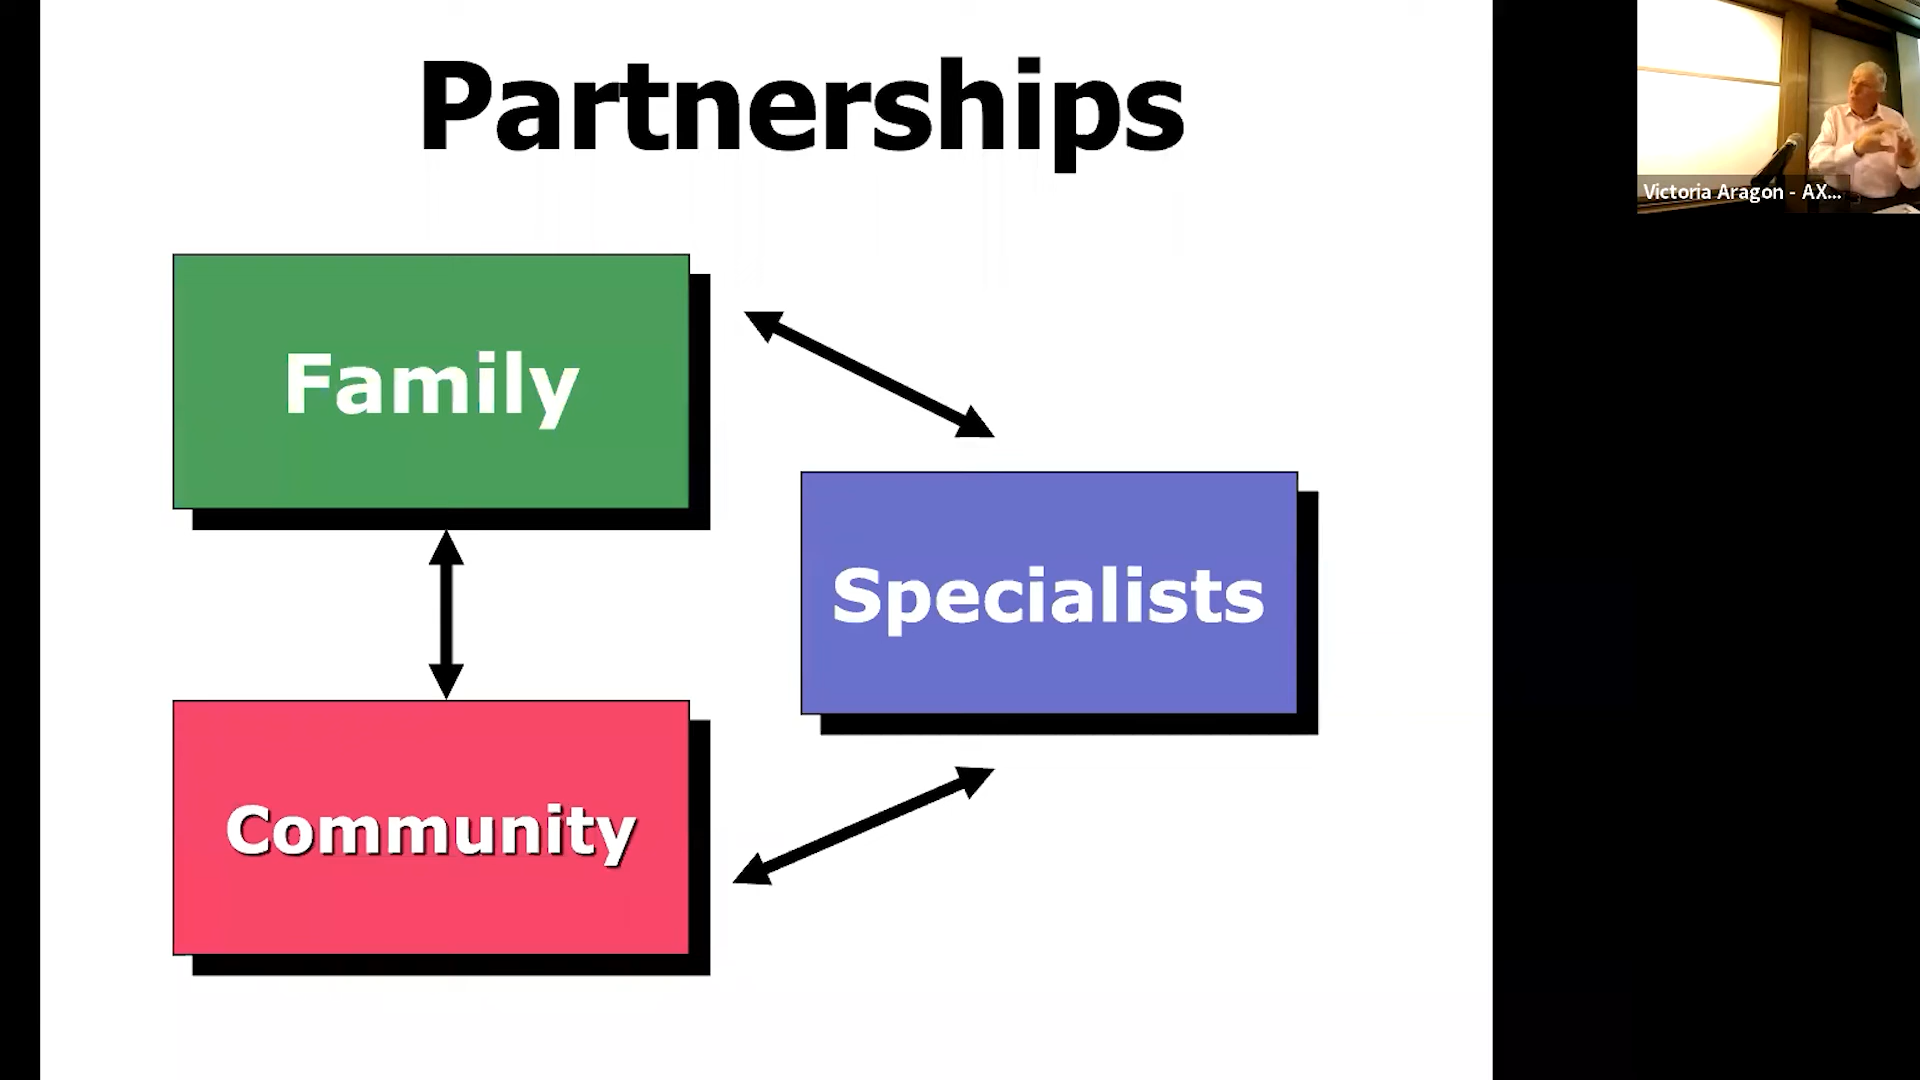 Partnerships
Family
Specialists
Community
Victoria Aragon - AX...